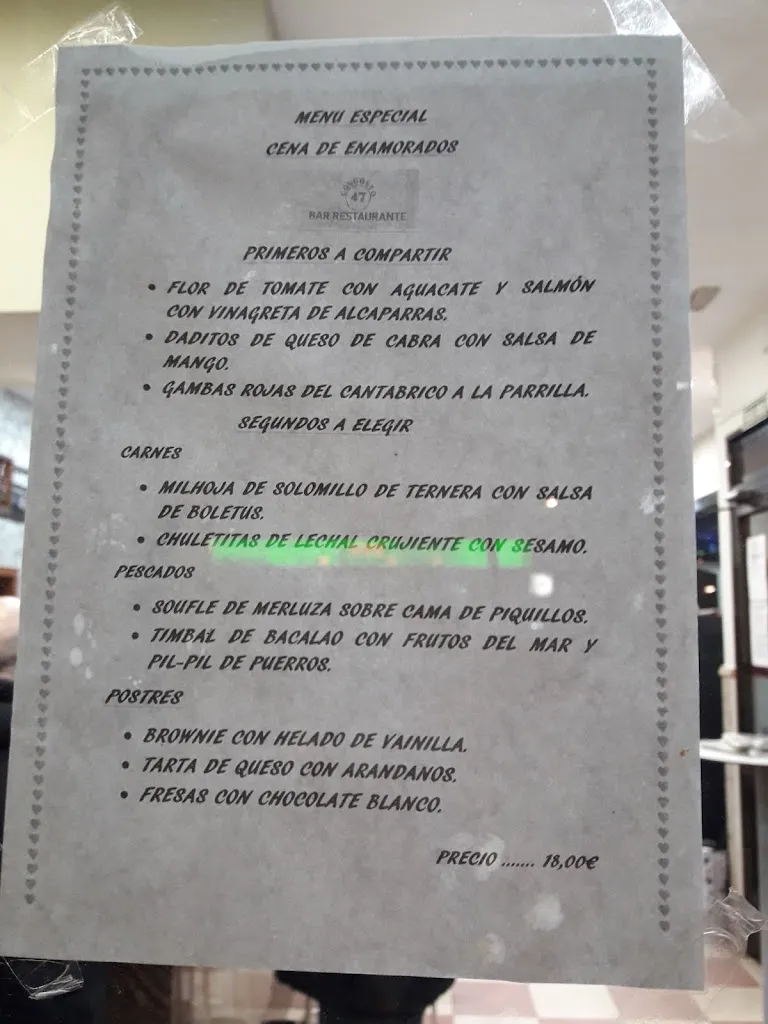 MENU ESPECIAL
CENA DE ENAMORADOS
CONGOSTO
47
BAR RESTAURANTE
PRIMEROS A COMPARTIR
• FLOR DE TOMATE CON AGUACATE Y SALMÓN
CON VINAGRETA DE ALCAPARRAS.
• DADITOS DE QUESO DE CABRA CON SALSA DE
MANGO.
• GAMBAS ROJAS DEL CANTABRICO A LA PARRILLA.
SEGUNDOS A ELEGIR
CARNES
• MILHOJA DE SOLOMILLO DE TERNERA CON SALSA
DE BOLETUS.
• CHULETITAS DE LECHAL CRUJIENTE CON SESAMO.
PESCADOS
• SOUFLE DE MERLUZA SOBRE CAMA DE PIQUILLOS.
• TIMBAL DE BACALAO CON FRUTOS DEL MAR Y
PIL-PIL DE PUERROS.
POSTRES
• BROWNIE CON HELADO DE VAINILLA.
• TARTA DE QUESO CON ARANDANOS.
• FRESAS CON CHOCOLATE BLANCO.
PRECIO ....... 18,00€